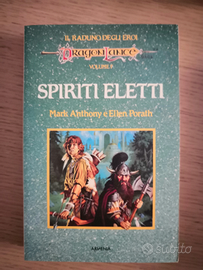 IL RADUNO DEGLI EROI
DRAGONLANCE
VOLUME II
SPIRITI ELETTI
Mark Anthony e Ellen Porath
ARMENIA
subito